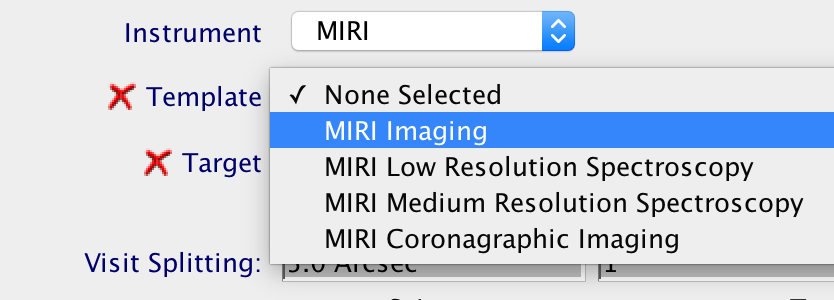 Instrument MIRI
Template ✓ None Selected
MIRI Imaging
Target MIRI Low Resolution Spectroscopy
MIRI Medium Resolution Spectroscopy
MIRI Coronagraphic Imaging
Visit Splitting: Arcsec